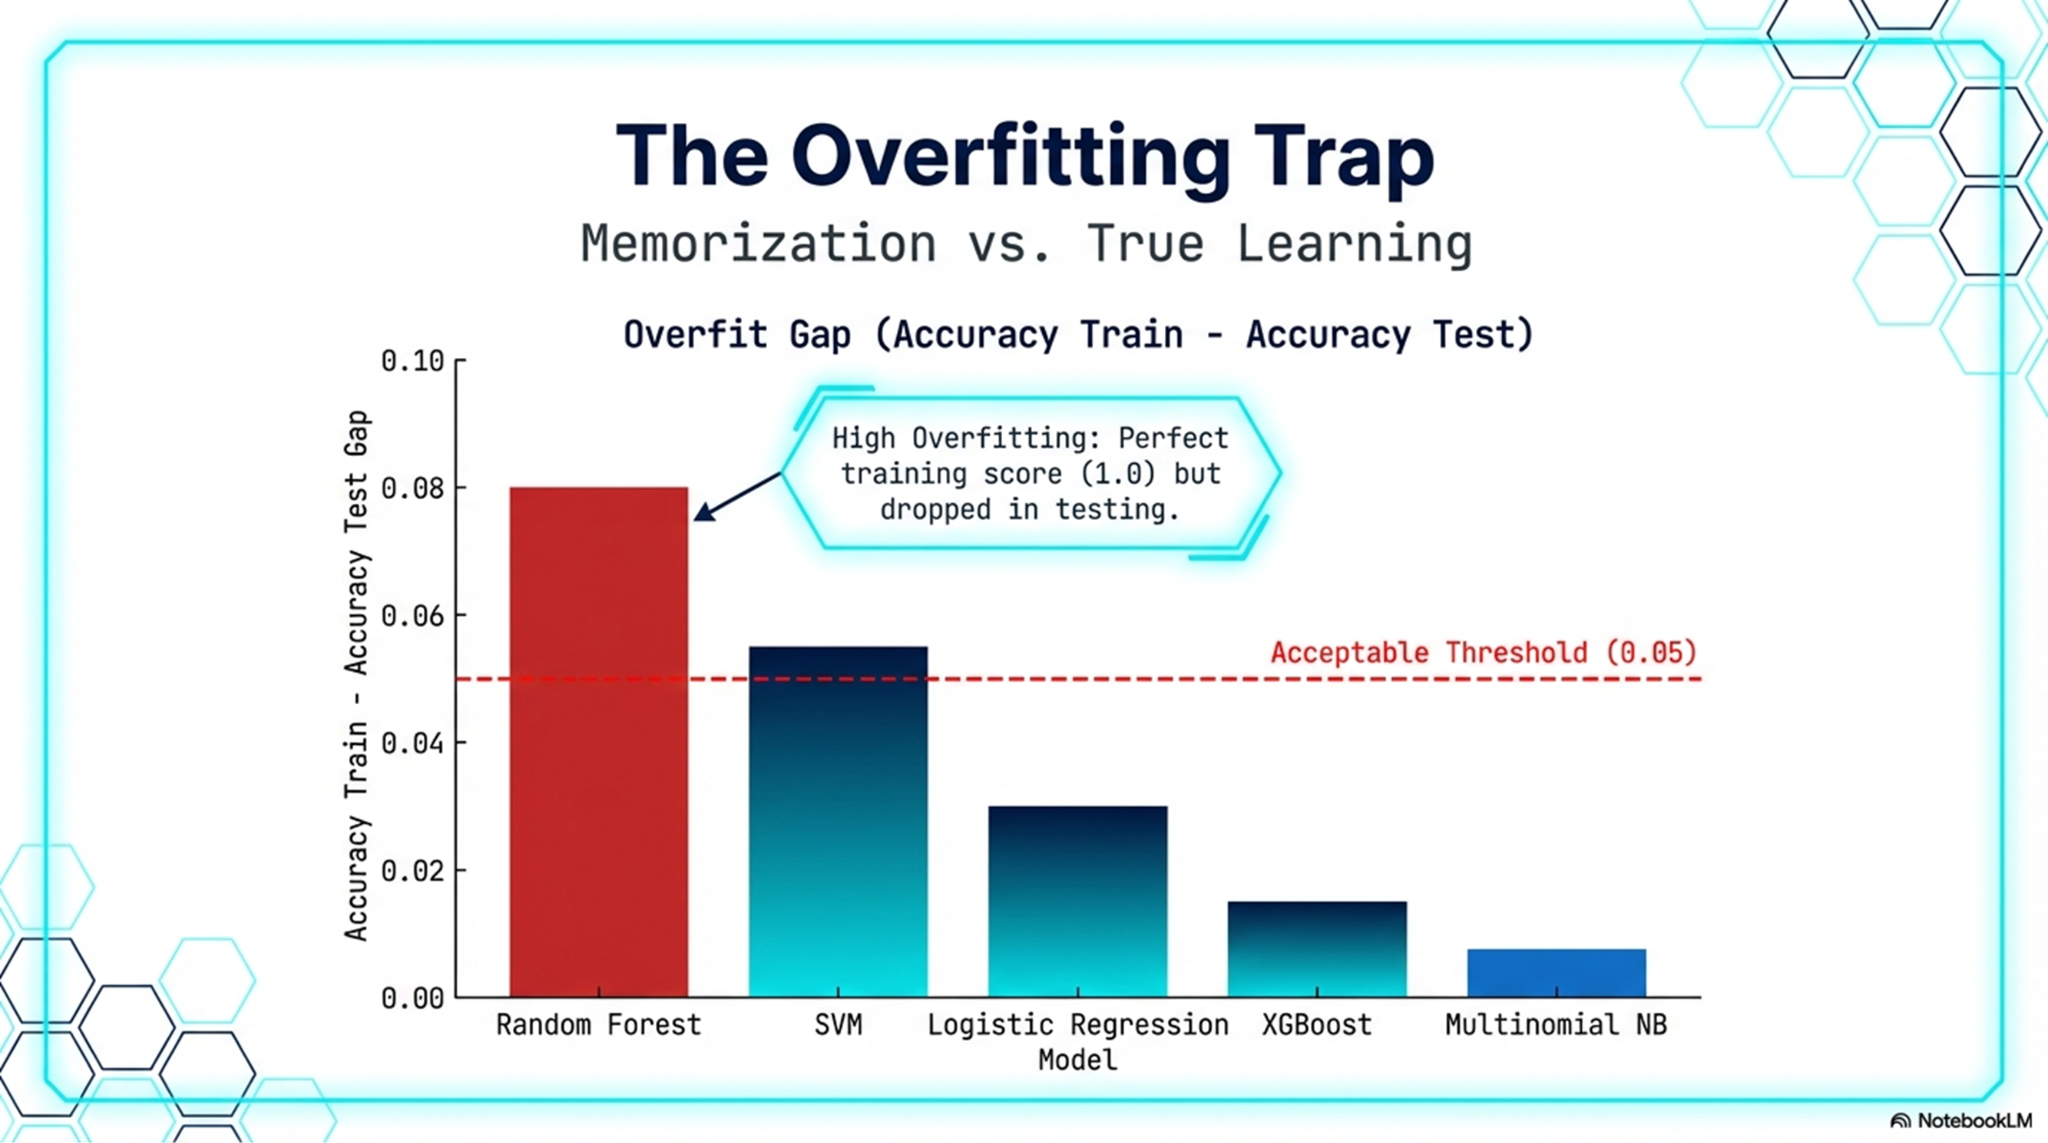 The Overfitting Trap
Memorization vs. True Learning
Overfit Gap (Accuracy Train - Accuracy Test)
Accuracy Train - Accuracy Test Gap
0.10
0.08
0.06
0.04
0.02
0.00
High Overfitting: Perfect
training score (1.0) but
dropped in testing.
Acceptable Threshold (0.05)
Random Forest
SVM
Logistic Regression
XGBoost
Multinomial NB
Model
NotebookLM